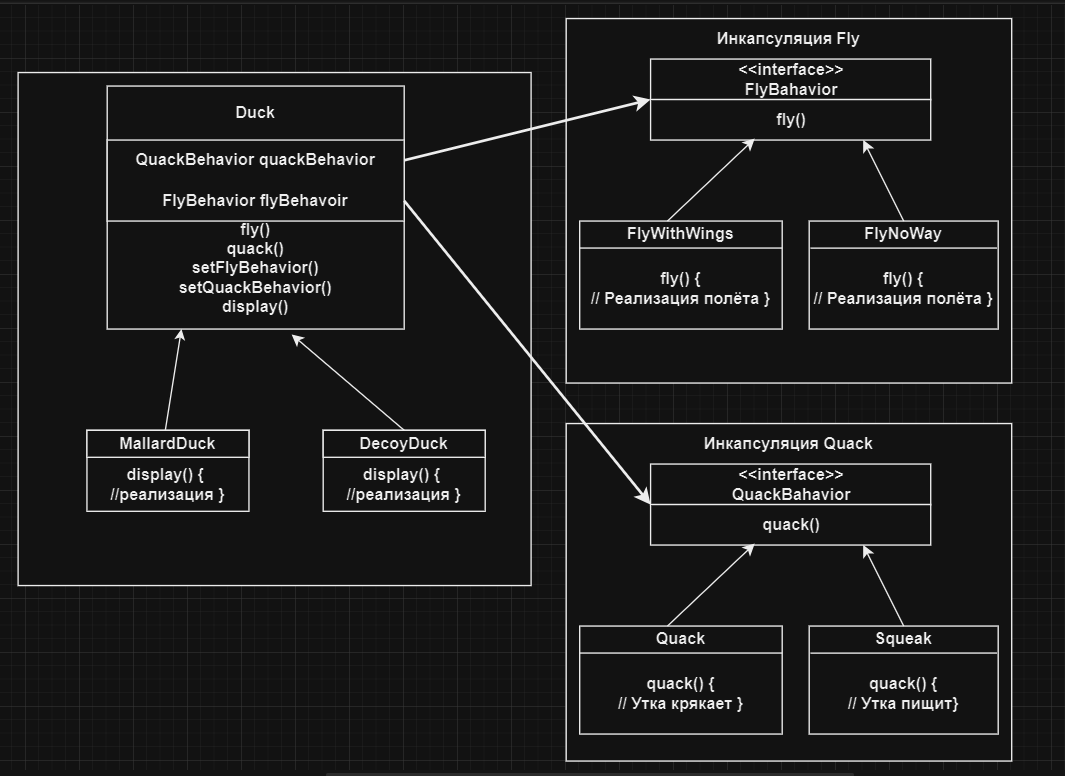 Duck
QuackBehavior quackBehavior
FlyBehavior flyBehavoir
fly()
quack()
setFlyBehavior()
setQuackBehavior()
display()
MallardDuck
display() {
//реализация }
DecoyDuck
display() {
//реализация }
Инкапсуляция Fly
<<interface>>
FlyBahavior
fly()
FlyWithWings
fly() {
// Реализация полёта }
FlyNoWay
fly() {
// Реализация полёта }
Инкапсуляция Quack
<<interface>>
QuackBahavior
quack()
Quack
quack() {
// Утка крякает }
Squeak
quack() {
// Утка пищит}